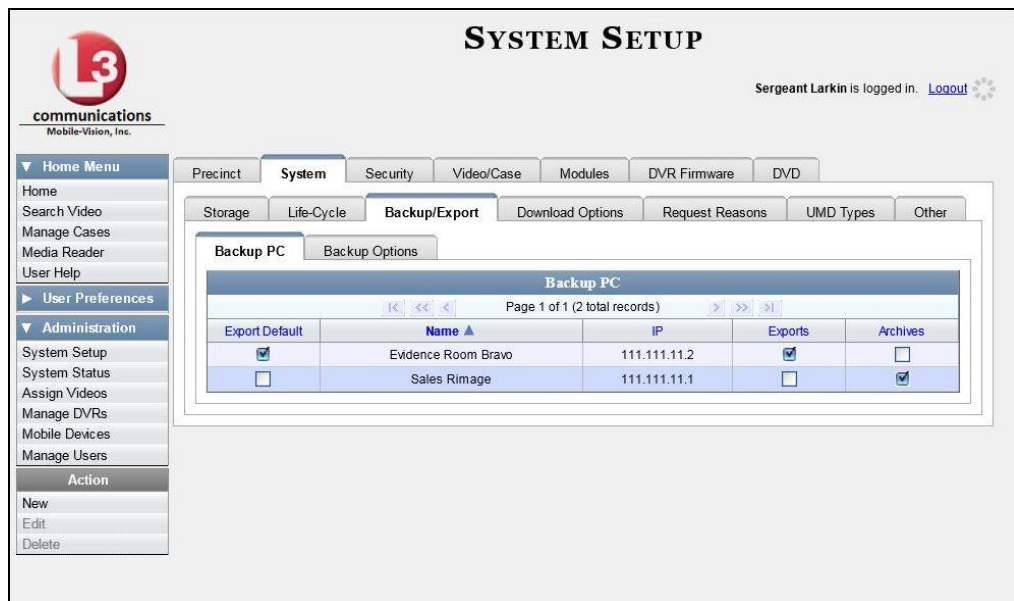 SYSTEM SETUP
L3
communications
Mobile-Vision, Inc.
Sergeant Larkin is logged in. Logout
▼ Home Menu
Home
Search Video
Manage Cases
Media Reader
User Help
▶ User Preferences
▼ Administration
System Setup
System Status
Assign Videos
Manage DVRs
Mobile Devices
Manage Users
Action
New
Edit
Delete
Precinct System Security Video/Case Modules DVR Firmware DVD
Storage Life-Cycle Backup/Export Download Options Request Reasons UMD Types Other
Backup PC Backup Options
Backup PC
|< << < Page 1 of 1 (2 total records) > >> >|
Export Default Name ▲ IP Exports Archives
Evidence Room Bravo 111.111.11.2
Sales Rimage 111.111.11.1